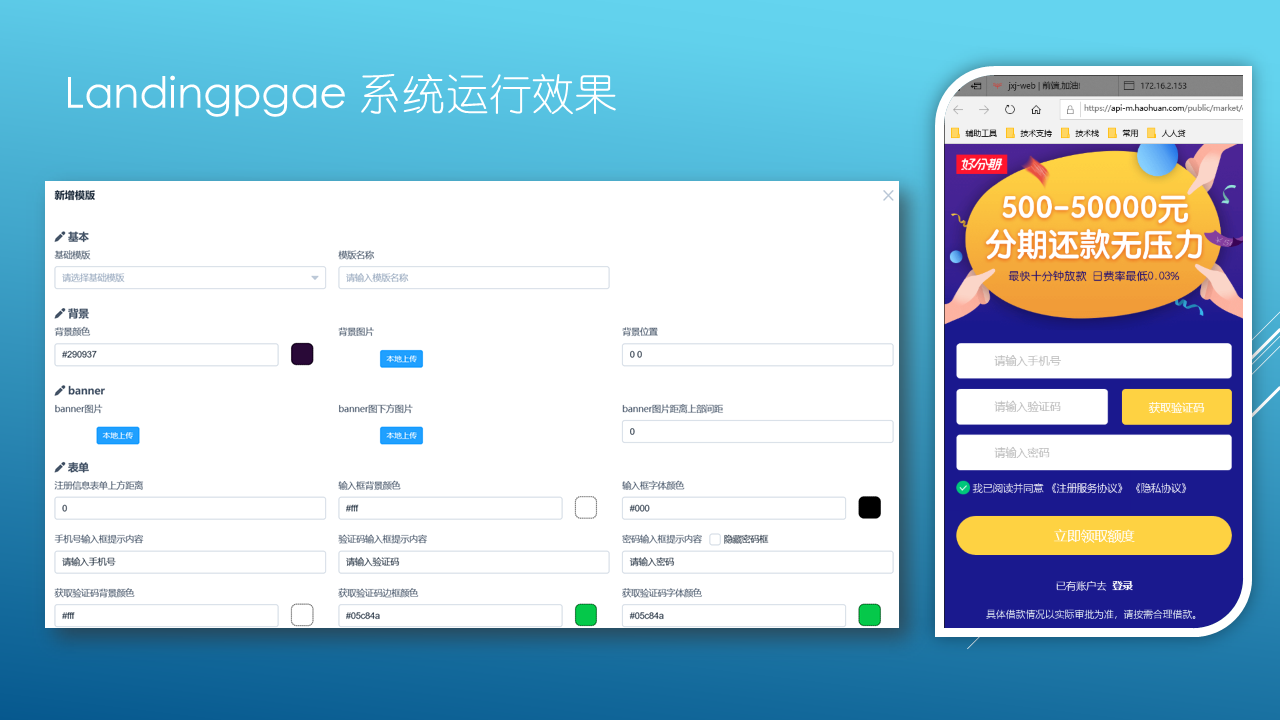 Landingpgae 系统运行效果
新增模版
基本
基础模版 模版名称
请选择基础模版 请输入模版名称
背景
背景颜色 背景图片 背景位置
#290937 本地上传 0 0
banner
banner图片 banner图下方图片 banner图片距离上部间距
本地上传 本地上传 0
表单
注册信息表单上方距离 输入框背景颜色 输入框字体颜色
0 #fff #000
手机号输入框提示内容 验证码输入框提示内容 密码输入框提示内容 隐藏密码框
请输入手机号 请输入验证码 请输入密码
获取验证码背景颜色 获取验证码边框颜色 获取验证码字体颜色
#fff #05c84a #05c84a
jxj-web | 前端,加油! 172.16.2.153
https://api-m.haohuan.com/public/market/
辅助工具 技术支持 技术栈 常用 人人贷
好分期
500-50000元
分期还款无压力
最快十分钟放款 日费率最低0.03%
请输入手机号
请输入验证码 获取验证码
请输入密码
我已阅读并同意 《注册服务协议》 《隐私协议》
立即领取额度
已有账户去 登录
具体借款情况以实际审批为准，请按需合理借款。